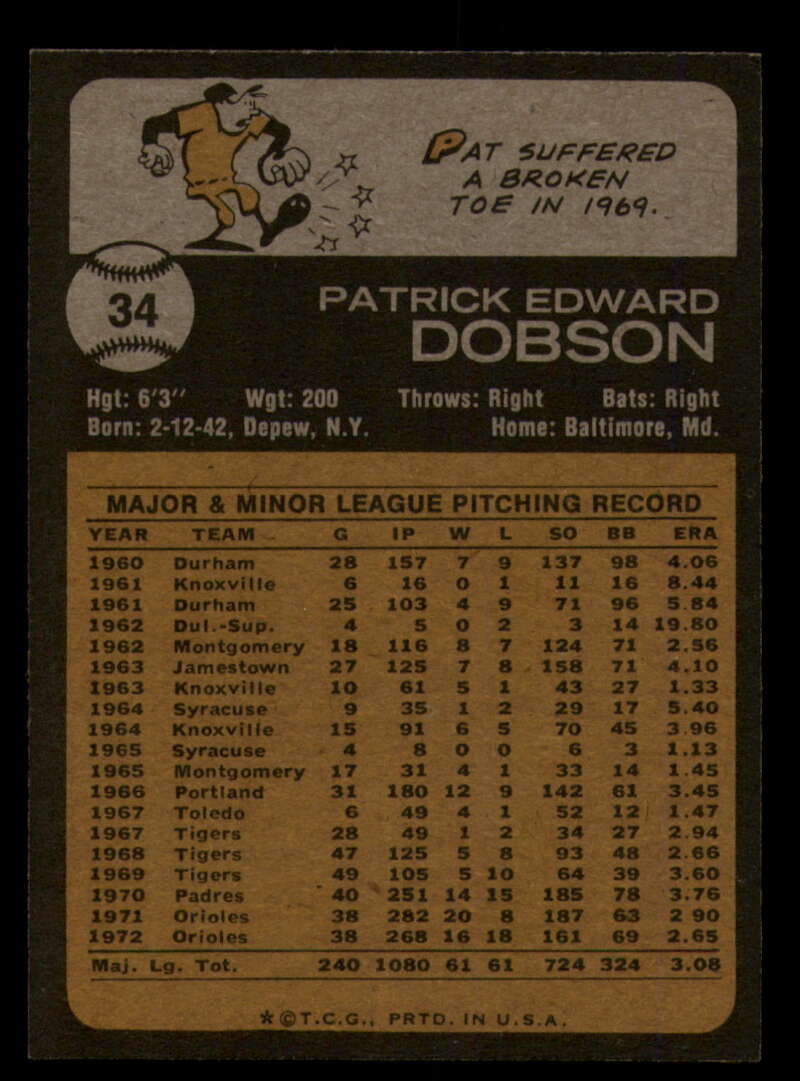 PAT SUFFERED
A BROKEN
TOE IN 1969.
34
PATRICK EDWARD
DOBSON
Hgt: 6'3" Wgt: 200 Throws: Right Bats: Right
Born: 2-12-42, Depew, N.Y. Home: Baltimore, Md.
MAJOR & MINOR LEAGUE PITCHING RECORD
YEAR TEAM G IP W L SO BB ERA
1960 Durham 28 157 7 9 137 98 4.06
1961 Knoxville 6 16 0 1 11 16 8.44
1961 Durham 25 103 4 9 71 96 5.84
1962 Dul.-Sup. 4 5 0 2 3 14 19.80
1962 Montgomery 18 116 8 7 124 71 2.56
1963 Jamestown 27 125 7 8 158 71 4.10
1963 Knoxville 10 61 5 1 43 27 1.33
1964 Syracuse 9 35 1 2 29 17 5.40
1964 Knoxville 15 91 6 5 70 45 3.96
1965 Syracuse 4 8 0 0 6 3 1.13
1965 Montgomery 17 31 4 1 33 14 1.45
1966 Portland 31 180 12 9 142 61 3.45
1967 Toledo 6 49 4 1 52 12 1.47
1967 Tigers 28 49 1 2 34 27 2.94
1968 Tigers 47 125 5 8 93 48 2.66
1969 Tigers 49 105 5 10 64 39 3.60
1970 Padres 40 251 14 15 185 78 3.76
1971 Orioles 38 282 20 8 187 63 2 90
1972 Orioles 38 268 16 18 161 69 2.65
Maj. Lg. Tot. 240 1080 61 61 724 324 3.08
*©T.C.G., PRTD. IN U.S.A.